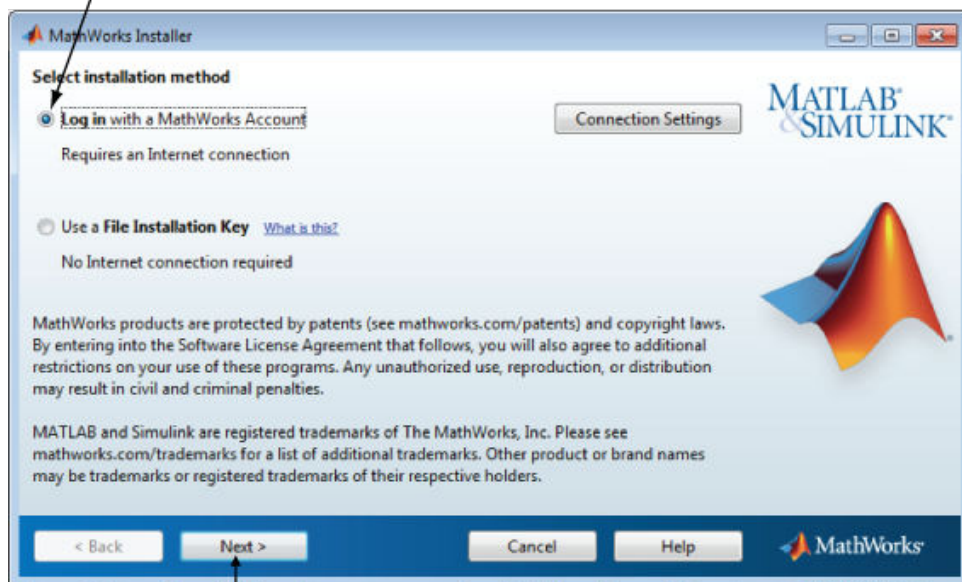 MathWorks Installer
Select installation method
Log in with a MathWorks Account
Connection Settings
MATLAB®
&SIMULINK®
Requires an Internet connection
Use a File Installation Key What is this?
No Internet connection required
MathWorks products are protected by patents (see mathworks.com/patents) and copyright laws.
By entering into the Software License Agreement that follows, you will also agree to additional
restrictions on your use of these programs. Any unauthorized use, reproduction, or distribution
may result in civil and criminal penalties.
MATLAB and Simulink are registered trademarks of The MathWorks, Inc. Please see
mathworks.com/trademarks for a list of additional trademarks. Other product or brand names
may be trademarks or registered trademarks of their respective holders.
< Back
Next >
Cancel
Help
MathWorks®